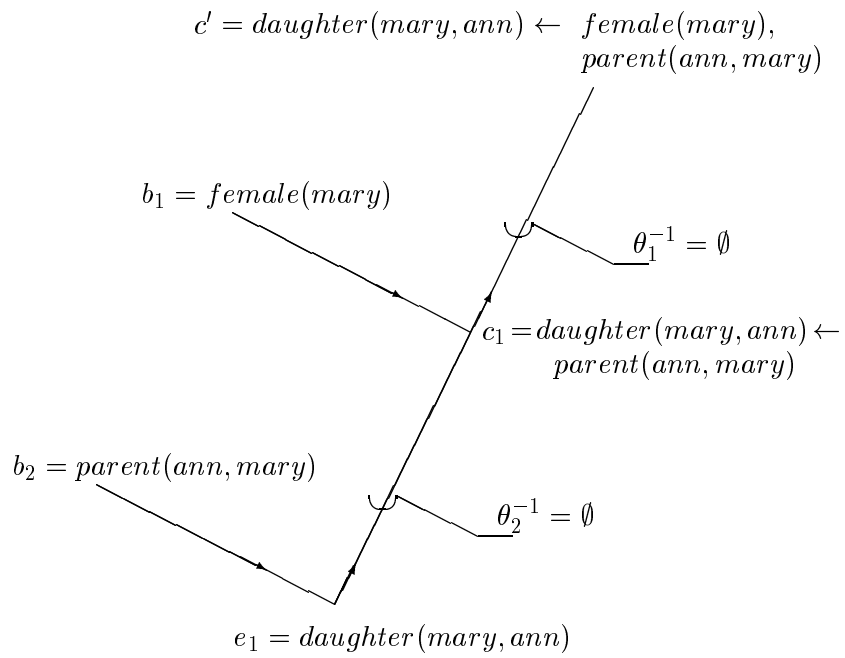 c′ = daughter(mary, ann) ← female(mary),
parent(ann, mary)
b₁ = female(mary)
θ₁⁻¹ = ∅
c₁ = daughter(mary, ann) ←
parent(ann, mary)
b₂ = parent(ann, mary)
θ₂⁻¹ = ∅
e₁ = daughter(mary, ann)